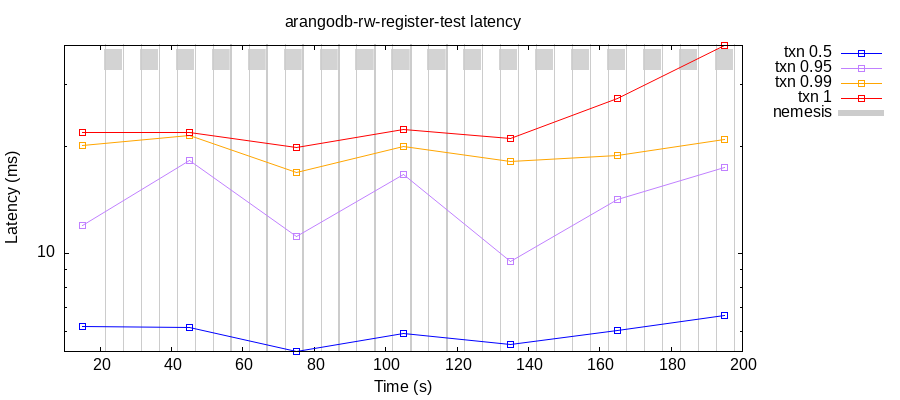 arangodb-rw-register-test latency
txn 0.5
txn 0.95
txn 0.99
txn 1
nemesis
Latency (ms)
10
20 40 60 80 100 120 140 160 180 200
Time (s)